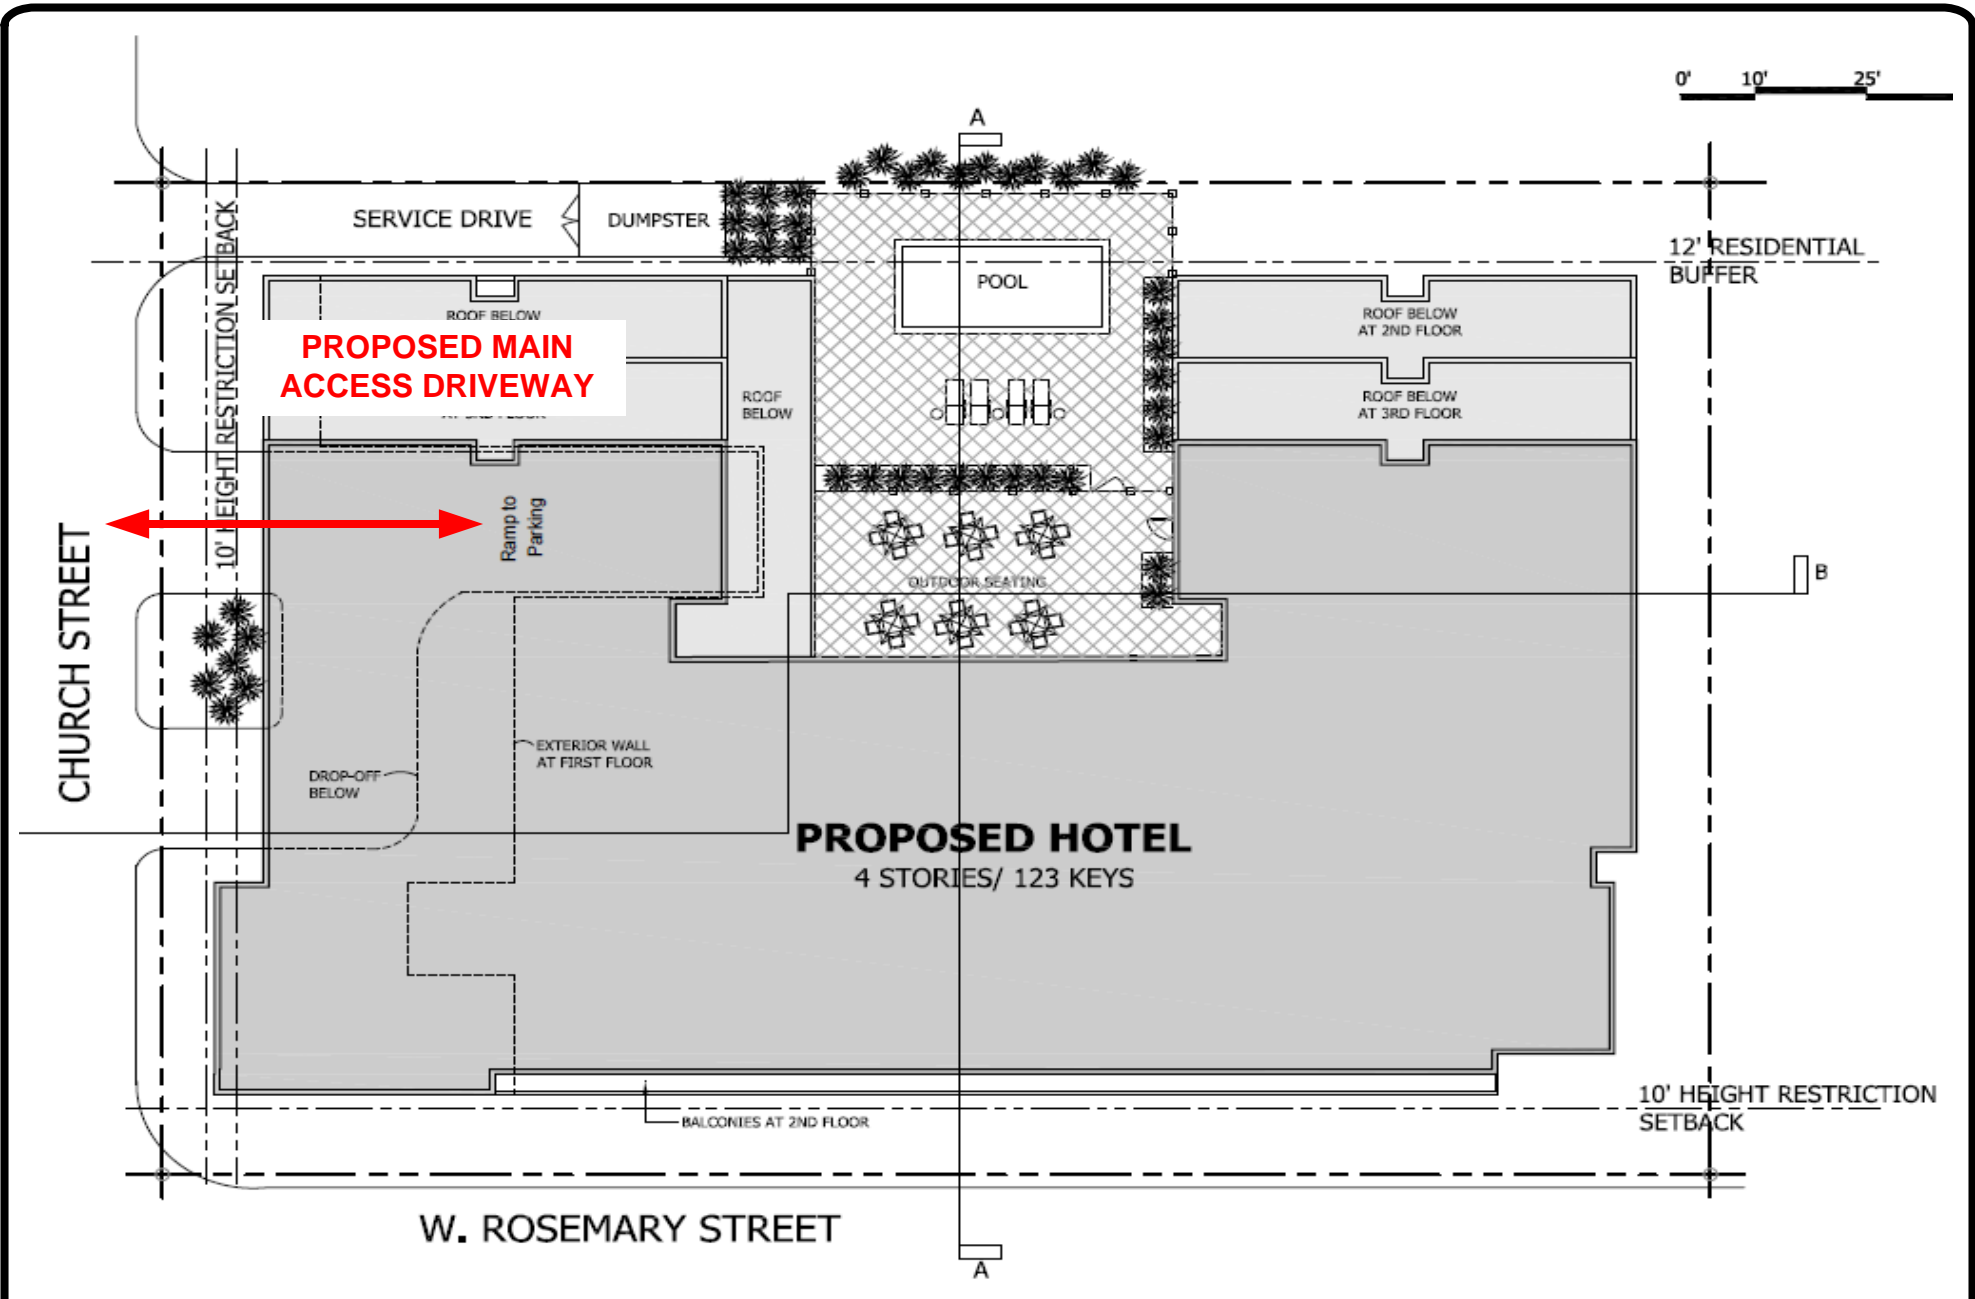 0' 10' 25'
A
SERVICE DRIVE
DUMPSTER
12' RESIDENTIAL
BUFFER
10' HEIGHT RESTRICTION SETBACK
POOL
ROOF BELOW
PROPOSED MAIN
ACCESS DRIVEWAY
AT 3RD FLOOR
ROOF
BELOW
ROOF BELOW
AT 2ND FLOOR
ROOF BELOW
AT 3RD FLOOR
Ramp to
Parking
CHURCH STREET
OUTDOOR SEATING
B
EXTERIOR WALL
AT FIRST FLOOR
DROP-OFF
BELOW
PROPOSED HOTEL
4 STORIES/ 123 KEYS
BALCONIES AT 2ND FLOOR
10' HEIGHT RESTRICTION
SETBACK
W. ROSEMARY STREET
A